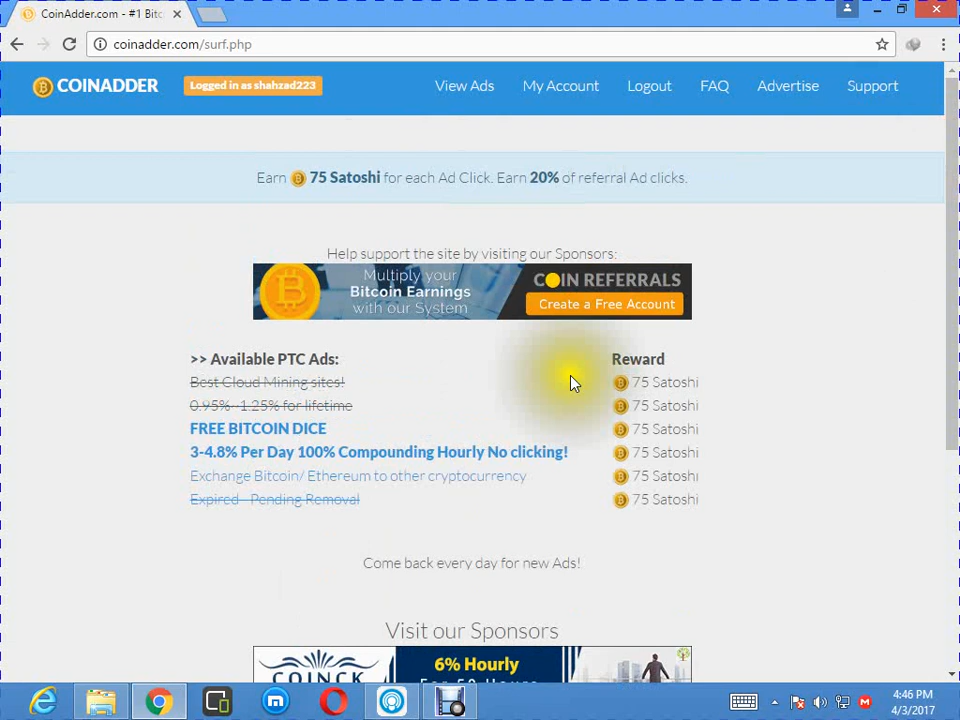 CoinAdder.com - #1 Bitc
coinadder.com/surf.php
COINADDER
Logged in as shahzad223
View Ads
My Account
Logout
FAQ
Advertise
Support
Earn 75 Satoshi for each Ad Click. Earn 20% of referral Ad clicks.
Help support the site by visiting our Sponsors:
Multiply your
Bitcoin Earnings
with our System
COIN REFERRALS
Create a Free Account
>> Available PTC Ads:
Reward
Best Cloud Mining sites!
75 Satoshi
0.95%~1.25% for lifetime
75 Satoshi
FREE BITCOIN DICE
75 Satoshi
3-4.8% Per Day 100% Compounding Hourly No clicking!
75 Satoshi
Exchange Bitcoin/ Ethereum to other cryptocurrency
75 Satoshi
Expired - Pending Removal
75 Satoshi
Come back every day for new Ads!
Visit our Sponsors
COINCK
6% Hourly
4:46 PM
4/3/2017